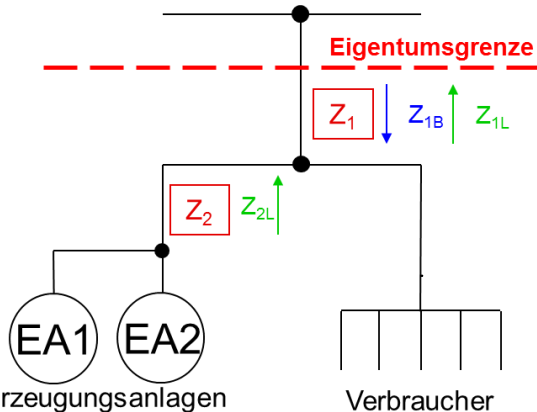 Eigentumsgrenze
Z1 Z1B Z1L
Z2 Z2L
EA1 EA2
rzeugungsanlagen Verbraucher